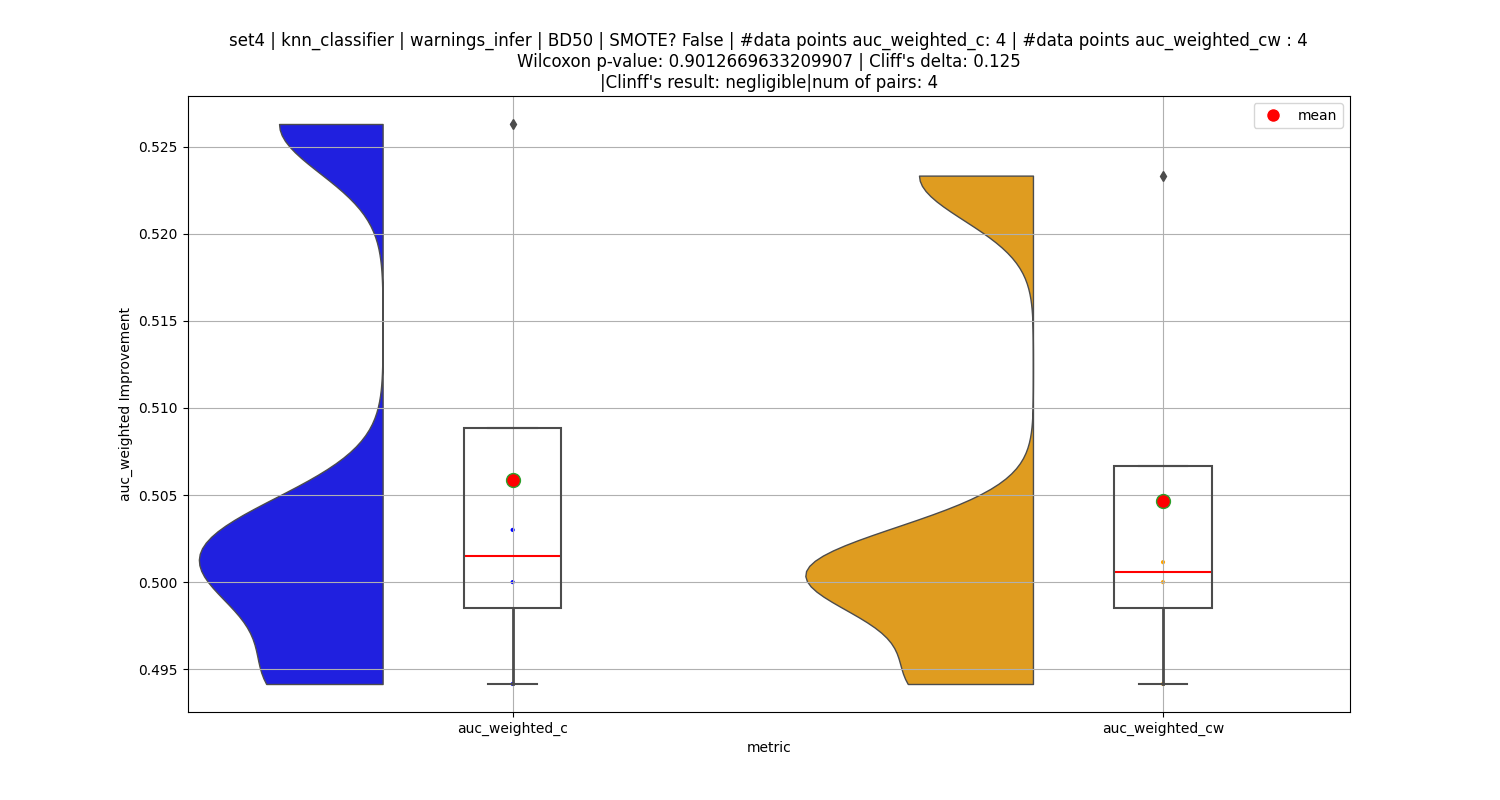 set4 | knn_classifier | warnings_infer | BD50 | SMOTE? False | #data points auc_weighted_c: 4 | #data points auc_weighted_cw : 4
Wilcoxon p-value: 0.9012669633209907 | Cliff's delta: 0.125
|Clinff's result: negligible|num of pairs: 4
mean
0.525
0.520
0.515
0.510
0.505
0.500
0.495
auc_weighted Improvement
auc_weighted_c
auc_weighted_cw
metric